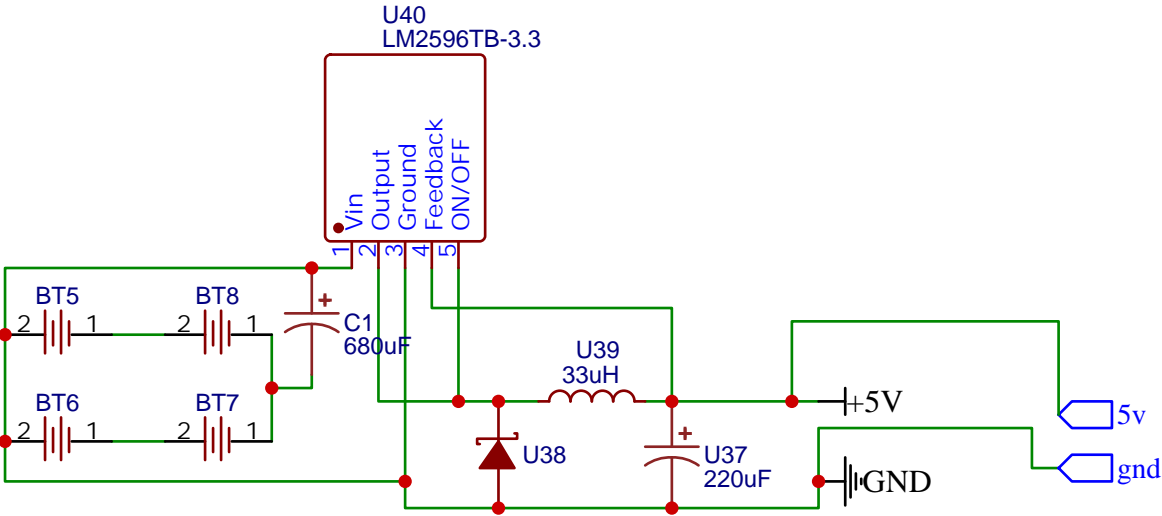 U40
LM2596TB-3.3
Vin
Output
Ground
Feedback
ON/OFF
1
2
3
4
5
BT5
2
1
BT8
2
1
C1
680uF
BT6
2
1
BT7
2
1
U39
33uH
U38
U37
220uF
+5V
5v
GND
gnd